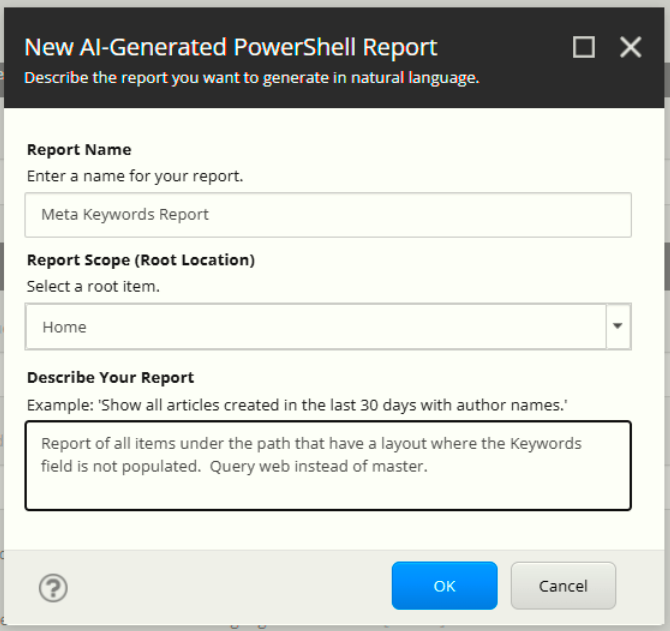 New AI-Generated PowerShell Report
Describe the report you want to generate in natural language.
Report Name
Enter a name for your report.
Meta Keywords Report
Report Scope (Root Location)
Select a root item.
Home
Describe Your Report
Example: 'Show all articles created in the last 30 days with author names.'
Report of all items under the path that have a layout where the Keywords
field is not populated.  Query web instead of master.
?
OK
Cancel